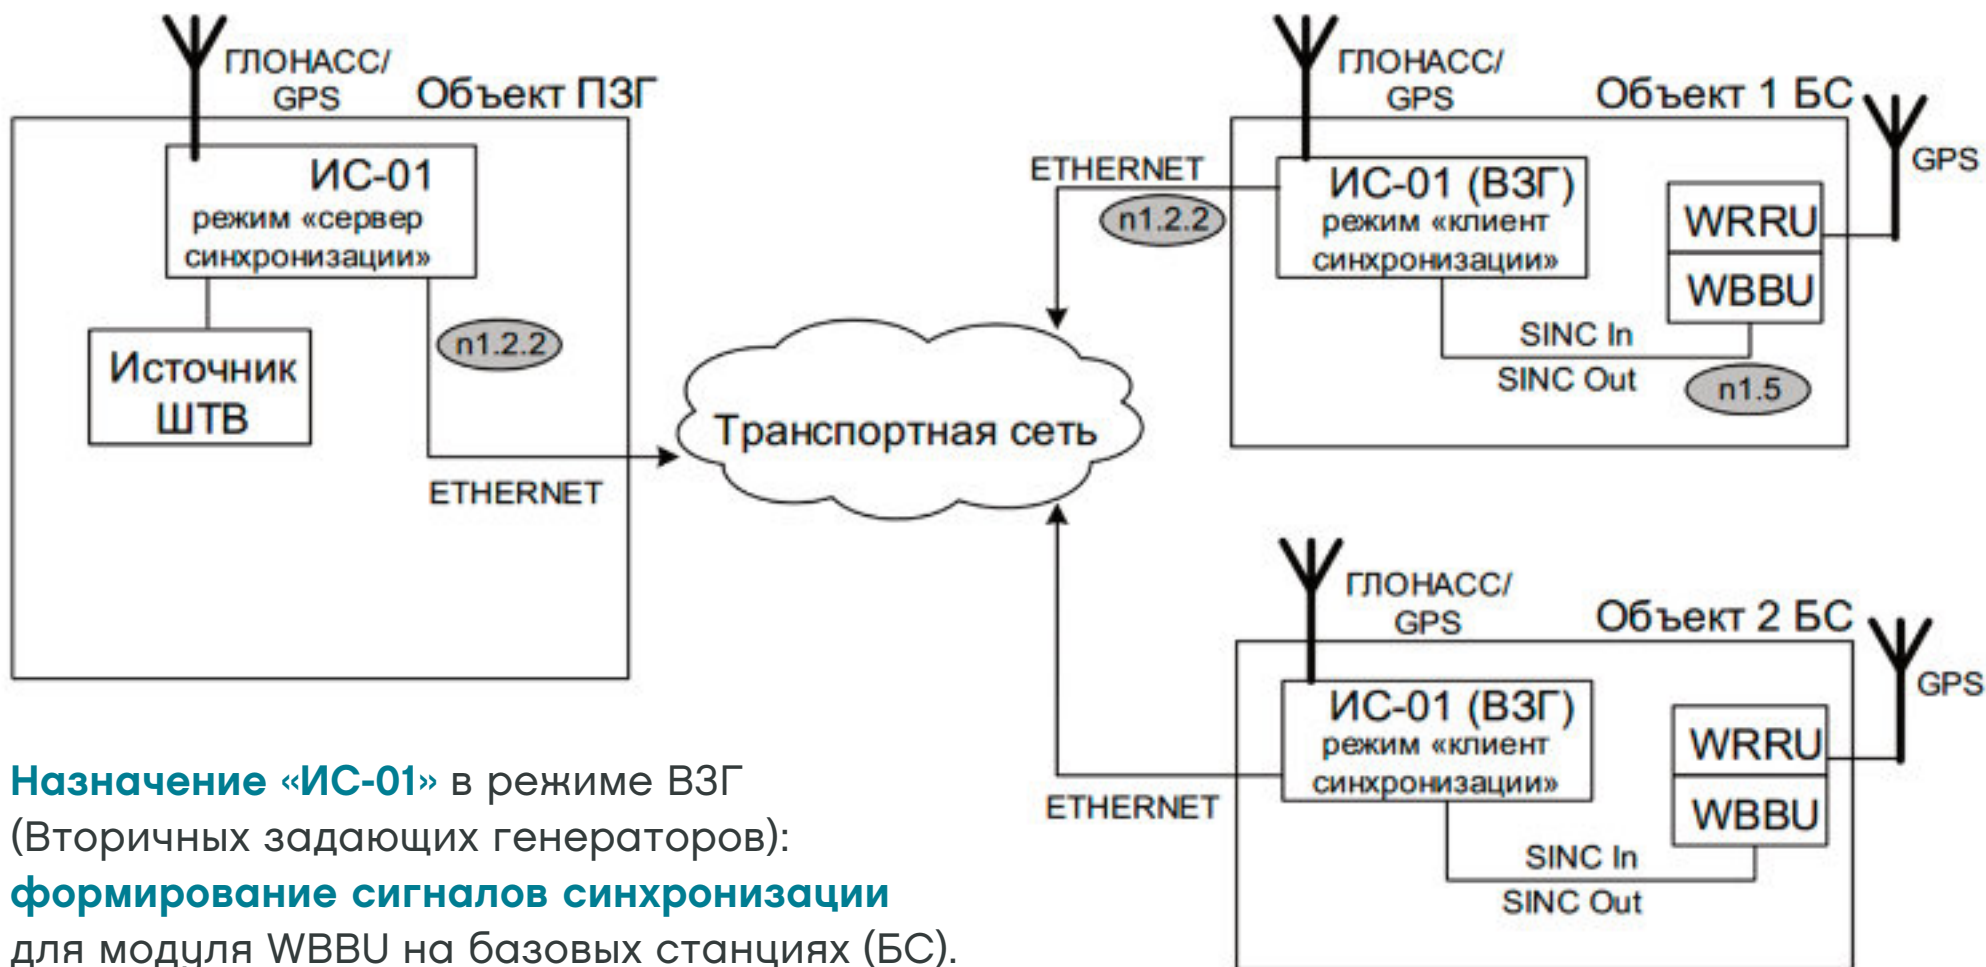 ГЛОНАСС/
GPS
Объект ПЗГ
ИС-01
режим «сервер
синхронизации»
Источник
ШТВ
n1.2.2
ETHERNET
Транспортная сеть
ГЛОНАСС/
GPS
Объект 1 БС
GPS
ETHERNET
n1.2.2
ИС-01 (ВЗГ)
режим «клиент
синхронизации»
WRRU
WBBU
SINC In
SINC Out
n1.5
ГЛОНАСС/
GPS
Объект 2 БС
GPS
ETHERNET
ИС-01 (ВЗГ)
режим «клиент
синхронизации»
WRRU
WBBU
SINC In
SINC Out
Назначение «ИС-01» в режиме ВЗГ
(Вторичных задающих генераторов):
формирование сигналов синхронизации
для модуля WBBU на базовых станциях (БС).